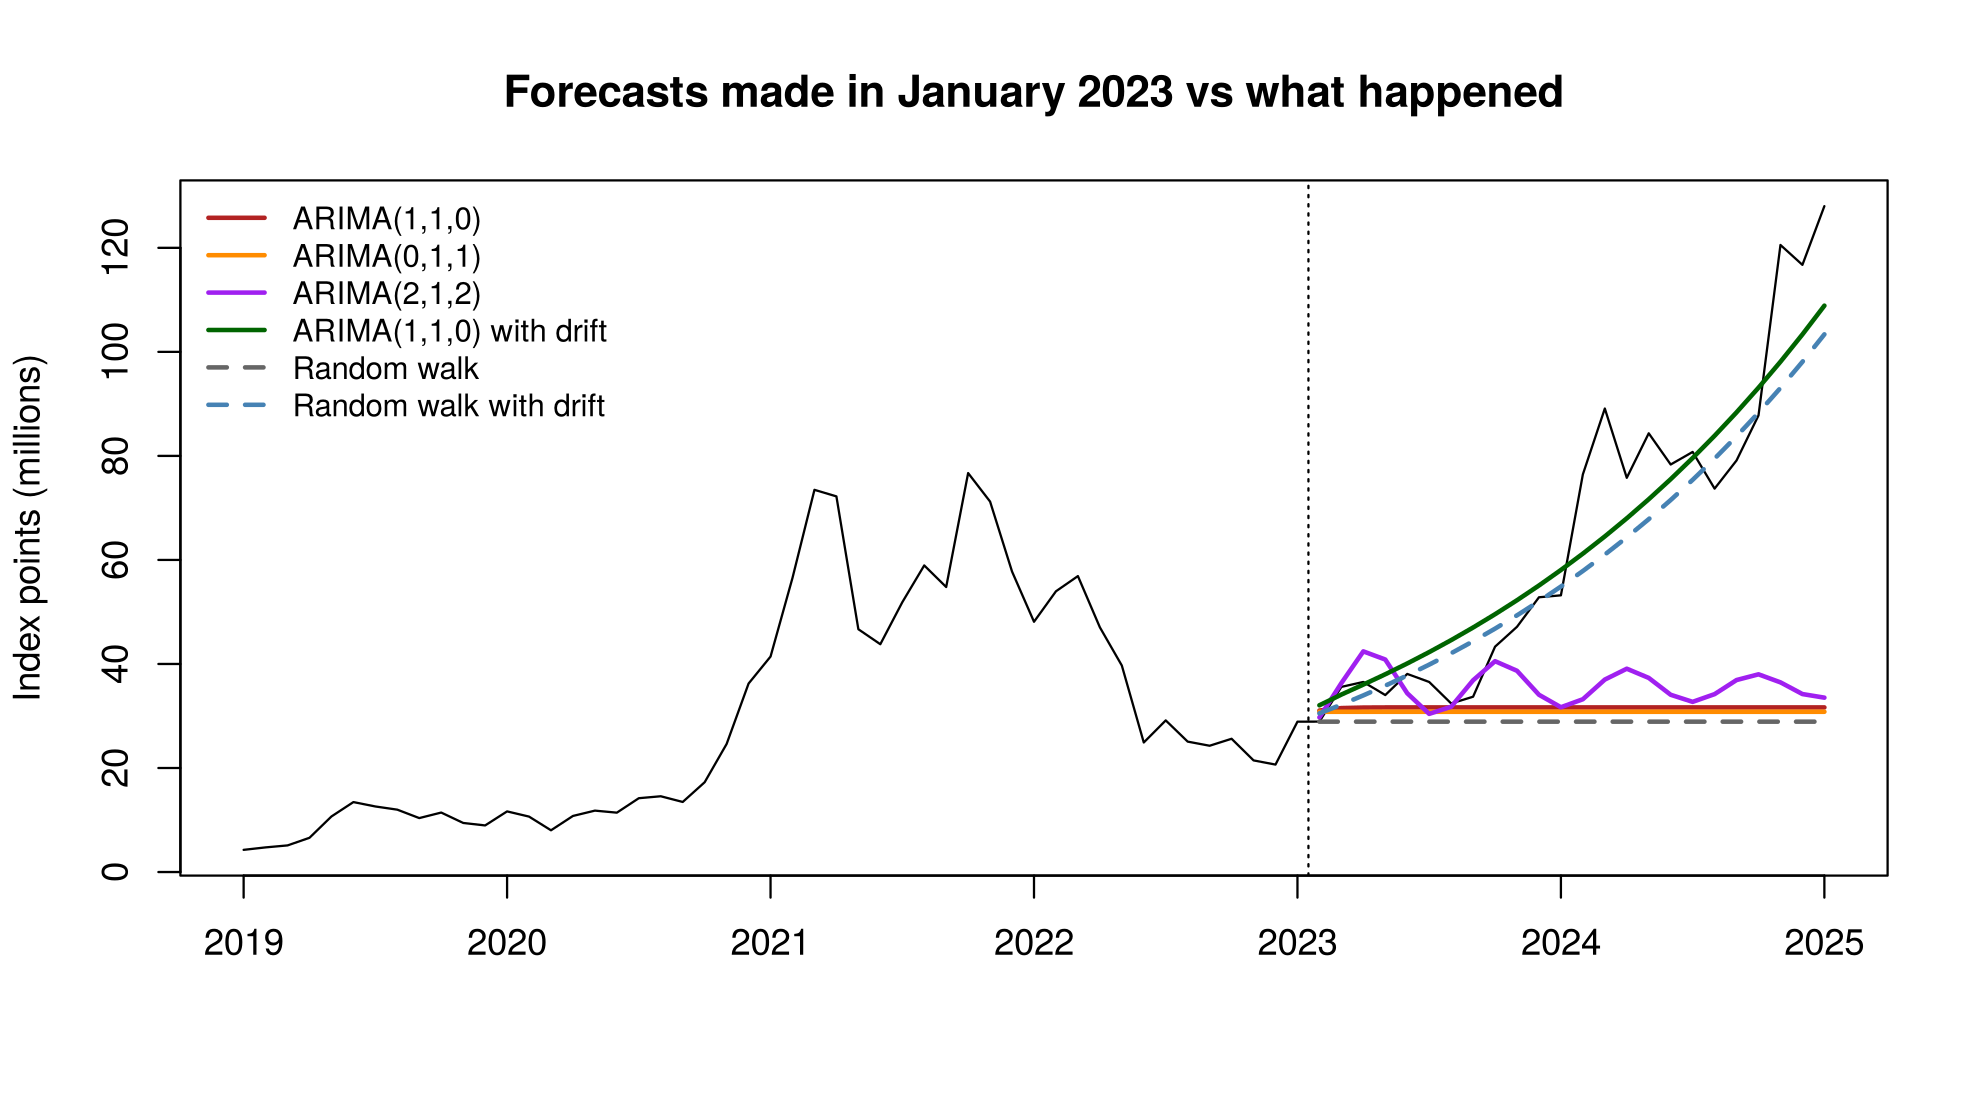 Forecasts made in January 2023 vs what happened
ARIMA(1,1,0)
ARIMA(0,1,1)
ARIMA(2,1,2)
ARIMA(1,1,0) with drift
Random walk
Random walk with drift
Index points (millions)
120
100
80
60
40
20
0
2019 2020 2021 2022 2023 2024 2025